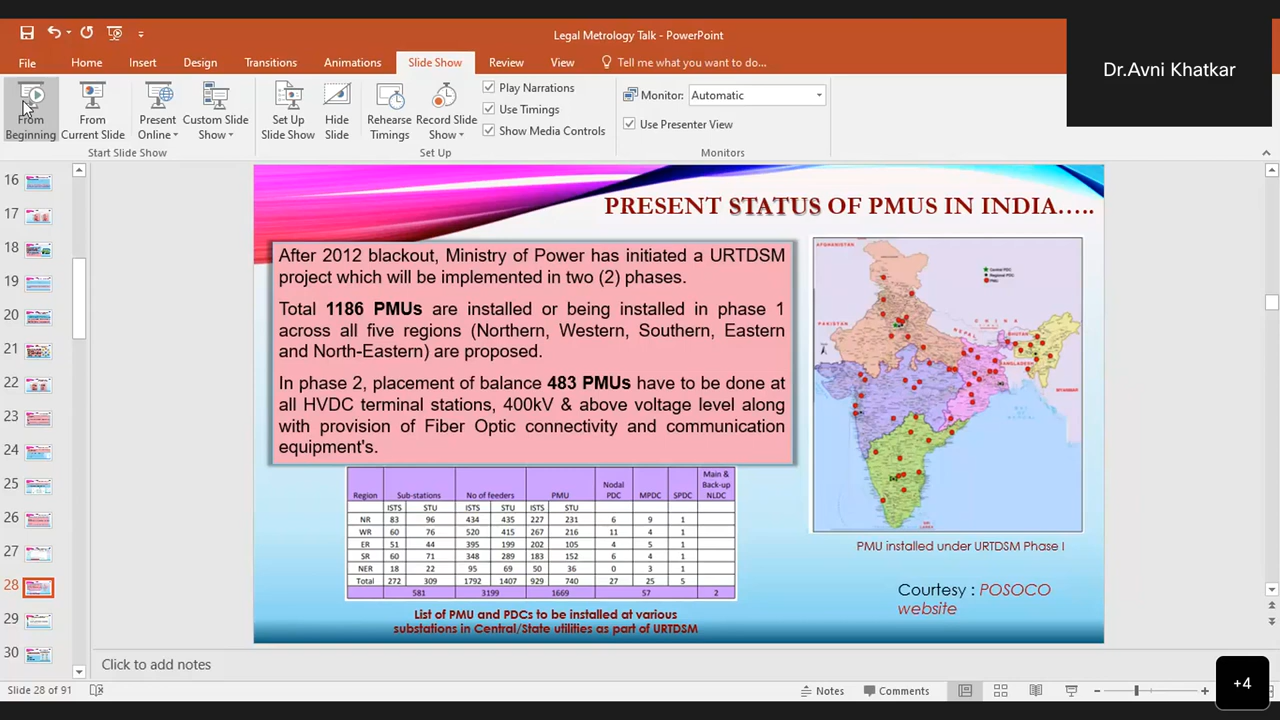 Legal Metrology Talk - PowerPoint
Dr.Avni Khatkar
File Home Insert Design Transitions Animations Slide Show Review View Tell me what you want to do...
From Beginning
From Current Slide
Present Online
Custom Slide Show
Start Slide Show
Set Up Slide Show
Hide Slide
Rehearse Timings
Record Slide Show
Play Narrations
Use Timings
Show Media Controls
Set Up
Monitor: Automatic
Use Presenter View
Monitors
16
17
18
19
20
21
22
23
24
25
26
27
28
29
30
PRESENT STATUS OF PMUS IN INDIA…..
After 2012 blackout, Ministry of Power has initiated a URTDSM
project which will be implemented in two (2) phases.
Total 1186 PMUs are installed or being installed in phase 1
across all five regions (Northern, Western, Southern, Eastern
and North-Eastern) are proposed.
In phase 2, placement of balance 483 PMUs have to be done at
all HVDC terminal stations, 400kV & above voltage level along
with provision of Fiber Optic connectivity and communication
equipment's.
Region Sub-stations No of feeders PMU Nodal PDC MPDC SPDC Main & Back-up NLDC
ISTS STU ISTS STU ISTS STU
NR 83 96 434 435 227 231 6 9 1
WR 60 76 520 415 267 216 11 4 1
ER 51 44 395 199 202 105 4 5 1
SR 60 71 348 289 183 152 6 4 1
NER 18 22 95 69 50 36 0 3 1
Total 272 309 1792 1407 929 740 27 25 5
581 3199 1669 57 2
List of PMU and PDCs to be installed at various
substations in Central/State utilities as part of URTDSM
AFGHANISTAN
PAKISTAN
CHINA
NEPAL
BHUTAN
BANGLADESH
MYANMAR
Central PDC
Regional PDC
PMU
PMU installed under URTDSM Phase I
Courtesy : POSOCO
website
Click to add notes
Slide 28 of 91
Notes
Comments
+4